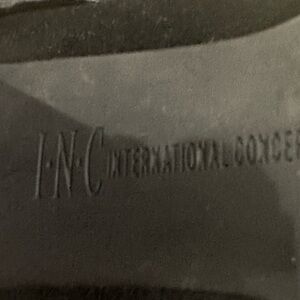 I·N·C INTERNATIONAL CONCE